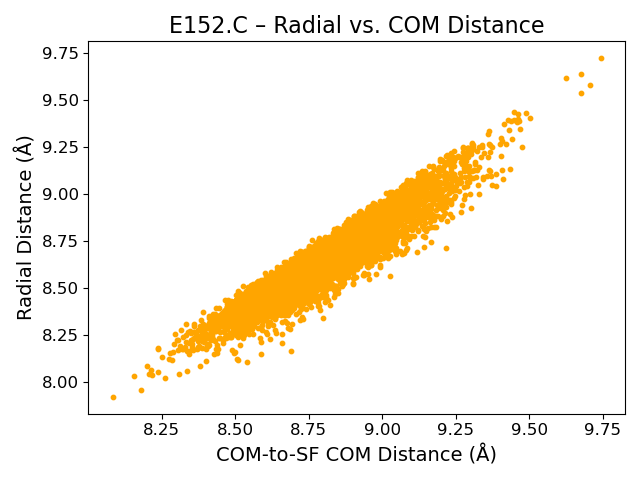 E152.C – Radial vs. COM Distance
Radial Distance (Å)
9.75
9.50
9.25
9.00
8.75
8.50
8.25
8.00
8.25 8.50 8.75 9.00 9.25 9.50 9.75
COM-to-SF COM Distance (Å)